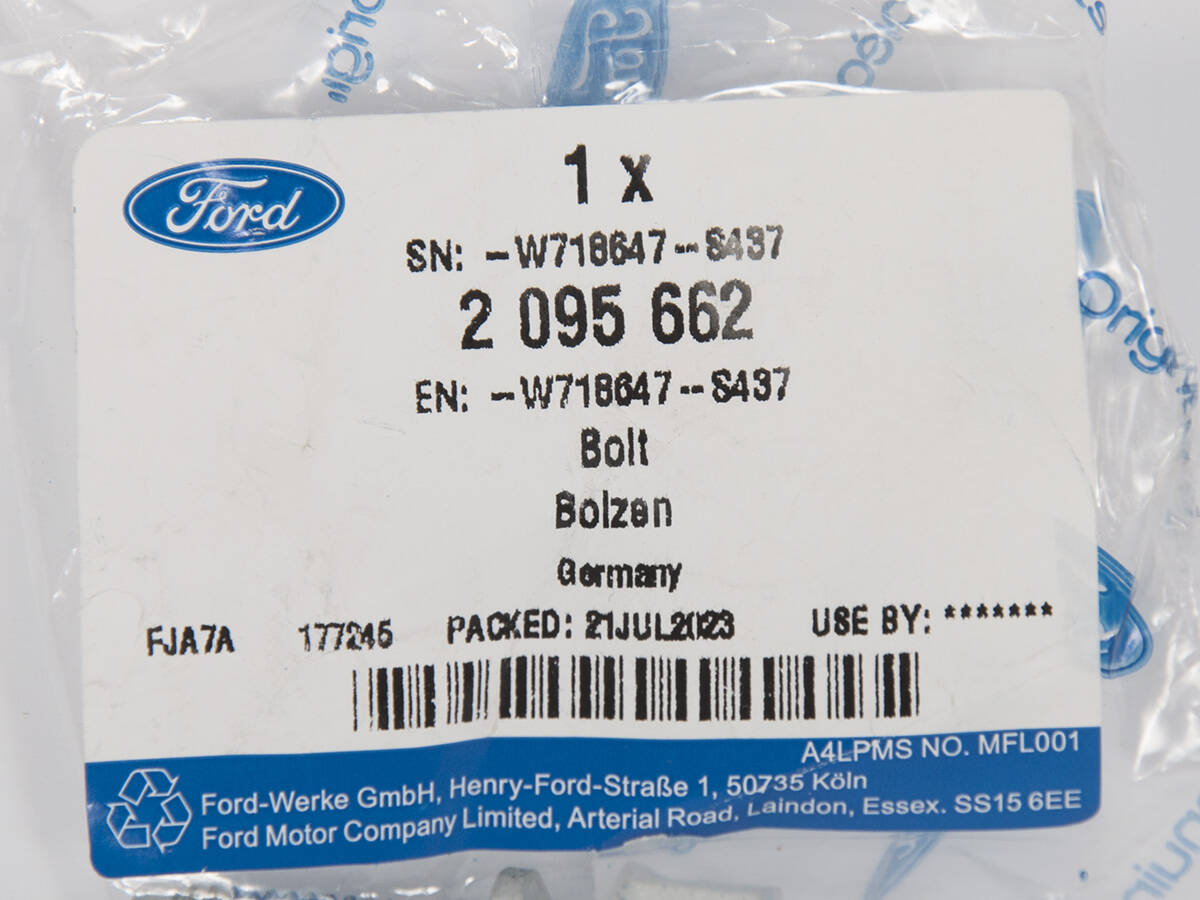 Original
Ford
1 x
SN: -W718647--S437
2 095 662
EN: -W718647--S437
Bolt
Bolzen
Germany
FJA7A 177245 PACKED: 21JUL2023 USE BY: *******
A4LPMS NO. MFL001
Ford-Werke GmbH, Henry-Ford-Straße 1, 50735 Köln
Ford Motor Company Limited, Arterial Road, Laindon, Essex. SS15 6EE